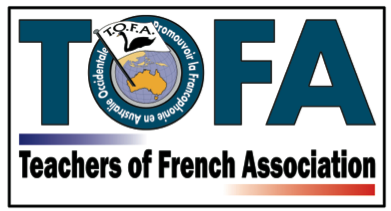 TOFA
T.O.F.A.
Promouvoir la Francophonie en Australie Occidentale
Teachers of French Association